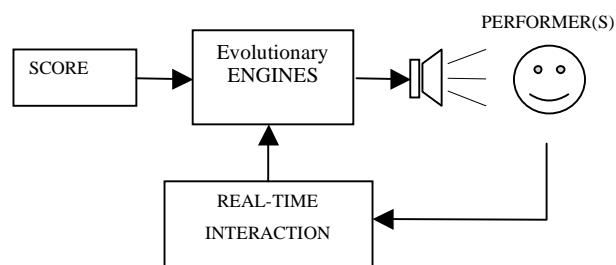 PERFORMER(S)
SCORE
Evolutionary
ENGINES
REAL-TIME
INTERACTION